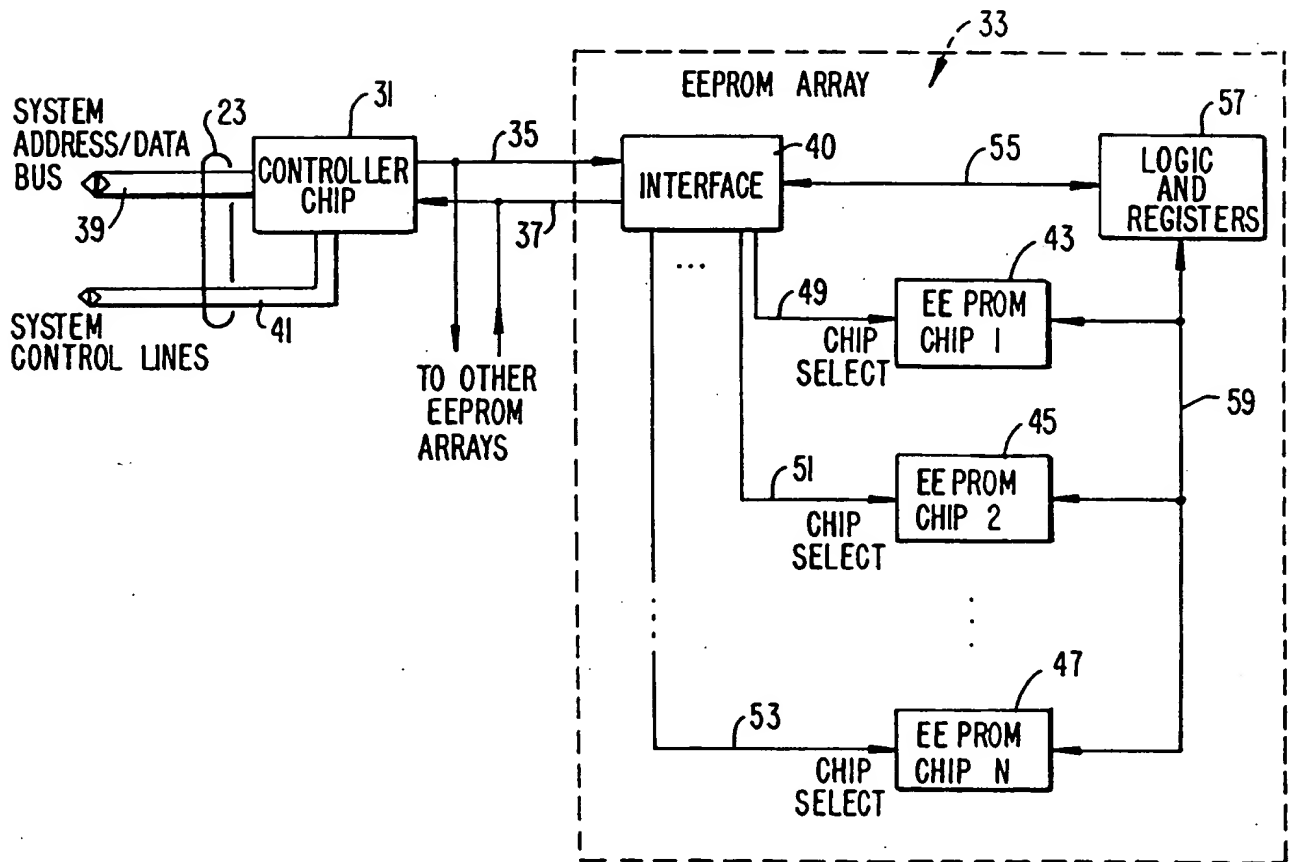 33
EEPROM ARRAY
SYSTEM
ADDRESS/DATA
BUS
23
31
CONTROLLER
CHIP
39
41
SYSTEM
CONTROL LINES
35
37
TO OTHER
EEPROM
ARRAYS
40
INTERFACE
55
57
LOGIC
AND
REGISTERS
...
49
CHIP
SELECT
43
EE PROM
CHIP 1
59
51
CHIP
SELECT
45
EE PROM
CHIP 2
53
CHIP
SELECT
47
EE PROM
CHIP N